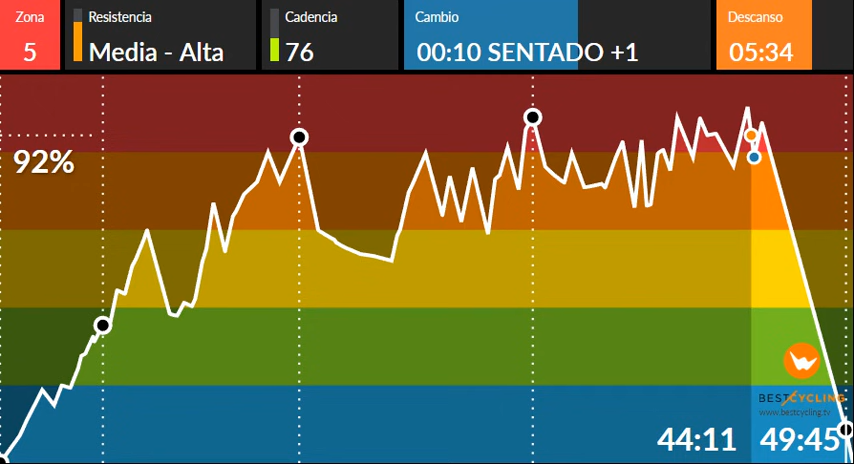 Zona
5
Resistencia
Media - Alta
Cadencia
76
Cambio
00:10 SENTADO +1
Descanso
05:34
92%
BESTCYCLING
www.bestcycling.tv
44:11
49:45